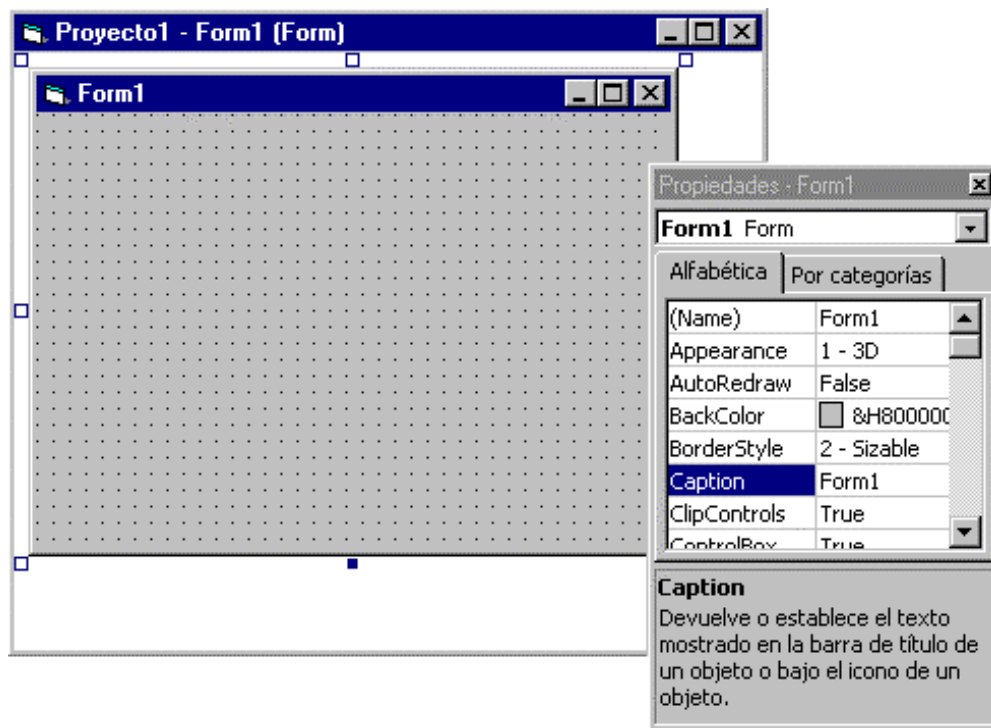 Proyecto1 - Form1 (Form)
Form1
Propiedades - Form1
Form1 Form
Alfabética Por categorías
(Name) Form1
Appearance 1 - 3D
AutoRedraw False
BackColor &H800000
BorderStyle 2 - Sizable
Caption Form1
ClipControls True
ControlBox True
Caption
Devuelve o establece el texto
mostrado en la barra de título de
un objeto o bajo el icono de un
objeto.